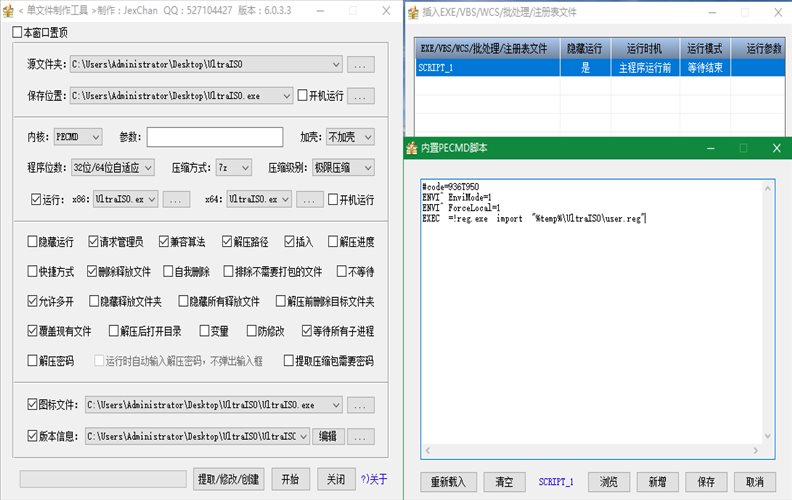 < 单文件制作工具 >制作：JexChan QQ：527104427 版本：6.0.3.3
本窗口置顶
源文件夹: C:\Users\Administrator\Desktop\UltraISO ...
保存位置: C:\Users\Administrator\Desktop\UltraISO.exe 开机运行 ...
内核: PECMD 参数: 加壳: 不加壳
程序位数: 32位/64位自适应 压缩方式: 7z 压缩级别: 极限压缩
运行: x86: UltraISO.ex ... x64: UltraISO.ex ... 开机运行
隐藏运行 请求管理员 兼容算法 解压路径 插入 解压进度
快捷方式 删除释放文件 自我删除 排除不需要打包的文件 不等待
允许多开 隐藏释放文件夹 隐藏所有释放文件 解压前删除目标文件夹
覆盖现有文件 解压后打开目录 变量 防修改 等待所有子进程
解压密码 运行时自动输入解压密码，不弹出输入框 提取压缩包需要密码
图标文件: C:\Users\Administrator\Desktop\UltraISO\UltraISO.exe ...
版本信息: C:\Users\Administrator\Desktop\UltraISO\UltraISO 编辑 ...
提取/修改/创建 开始 关闭 ?)关于
插入EXE/VBS/WCS/批处理/注册表文件
EXE/VBS/WCS/批处理/注册表文件 隐藏运行 运行时机 运行模式 运行参数
SCRIPT_1 是 主程序运行前 等待结束
内置PECMD脚本
#code=936T950
ENVI^ EnviMode=1
ENVI^ ForceLocal=1
EXEC =!reg.exe import "%temp%\UltraISO\user.reg"
重新载入 清空 SCRIPT_1 浏览 新增 保存 取消